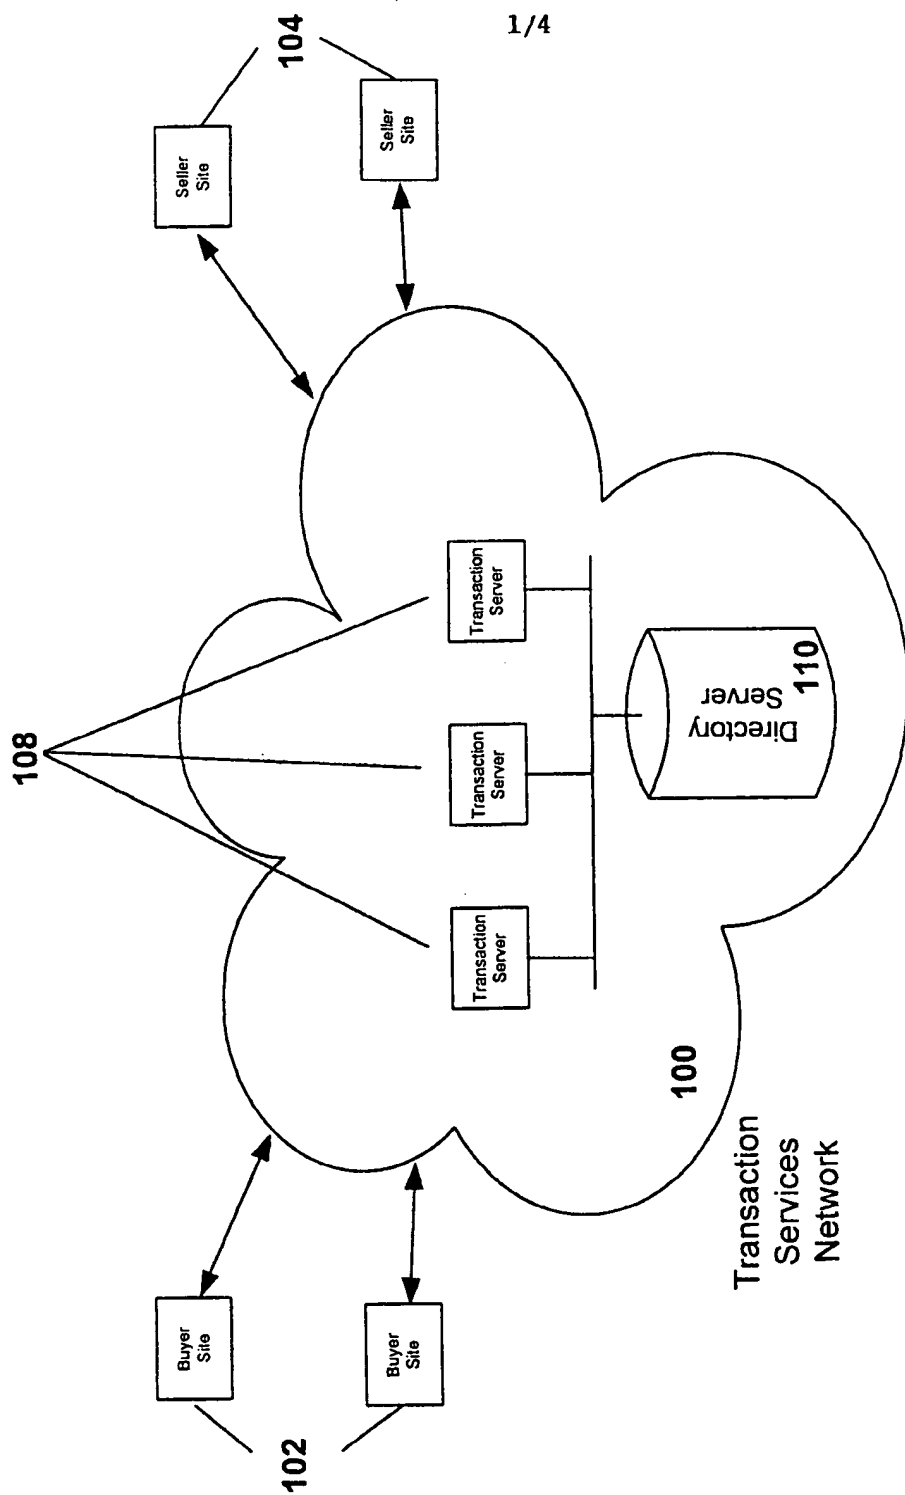 1/4
108
104
Seller
Site
Seller
Site
Buyer
Site
Buyer
Site
102
Transaction
Server
Transaction
Server
Transaction
Server
Directory
Server
110
100
Transaction
Services
Network